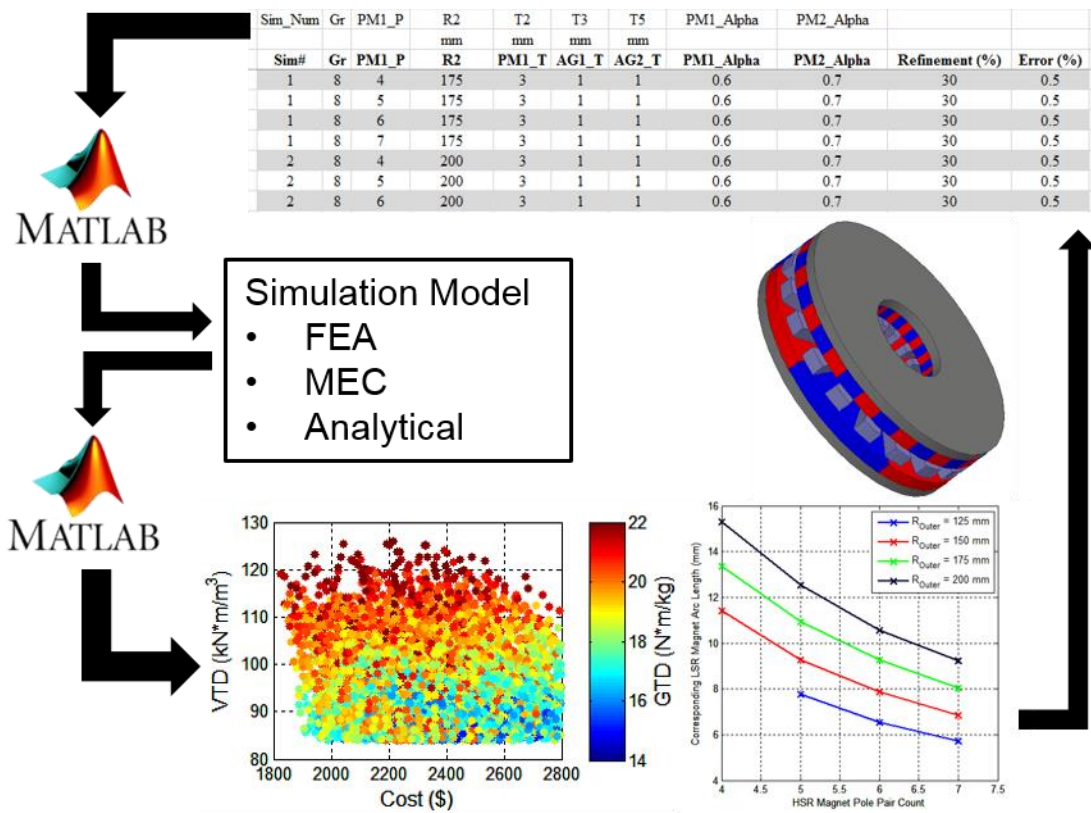 Sim_Num Gr PM1_P R2 T2 T3 T5 PM1_Alpha PM2_Alpha
mm mm mm mm
Sim# Gr PM1_P R2 PM1_T AG1_T AG2_T PM1_Alpha PM2_Alpha Refinement (%) Error (%)
1 8 4 175 3 1 1 0.6 0.7 30 0.5
1 8 5 175 3 1 1 0.6 0.7 30 0.5
1 8 6 175 3 1 1 0.6 0.7 30 0.5
1 8 7 175 3 1 1 0.6 0.7 30 0.5
2 8 4 200 3 1 1 0.6 0.7 30 0.5
2 8 5 200 3 1 1 0.6 0.7 30 0.5
2 8 6 200 3 1 1 0.6 0.7 30 0.5
MATLAB
Simulation Model
• FEA
• MEC
• Analytical
MATLAB
130
120
110
100
90
80
VTD (kN*m/m³)
1800 2000 2200 2400 2600 2800
Cost ($)
22
20
18
16
14
GTD (N*m/kg)
16
14
12
10
8
6
4
Corresponding LSR Magnet Arc Length (mm)
R Outer = 125 mm
R Outer = 150 mm
R Outer = 175 mm
R Outer = 200 mm
4 4.5 5 5.5 6 6.5 7 7.5
HSR Magnet Pole Pair Count